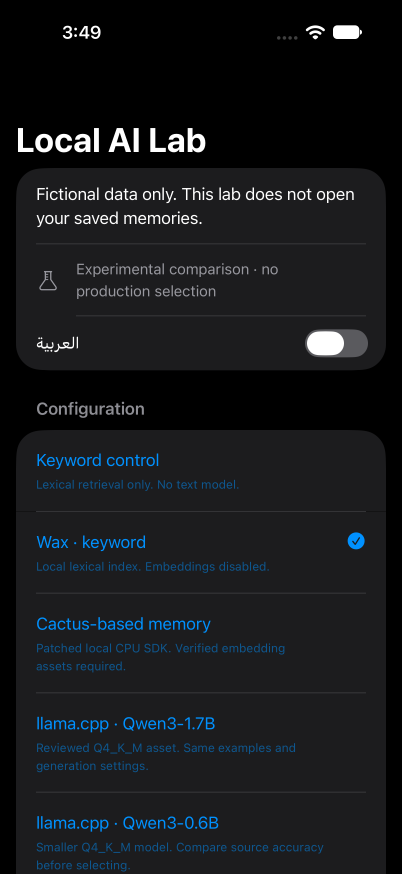 3:49
Local AI Lab
Fictional data only. This lab does not open
your saved memories.
Experimental comparison · no
production selection
العربية
Configuration
Keyword control
Lexical retrieval only. No text model.
Wax · keyword
Local lexical index. Embeddings disabled.
Cactus-based memory
Patched local CPU SDK. Verified embedding
assets required.
llama.cpp · Qwen3-1.7B
Reviewed Q4_K_M asset. Same examples and
generation settings.
llama.cpp · Qwen3-0.6B
Smaller Q4_K_M model. Compare source accuracy
before selecting.